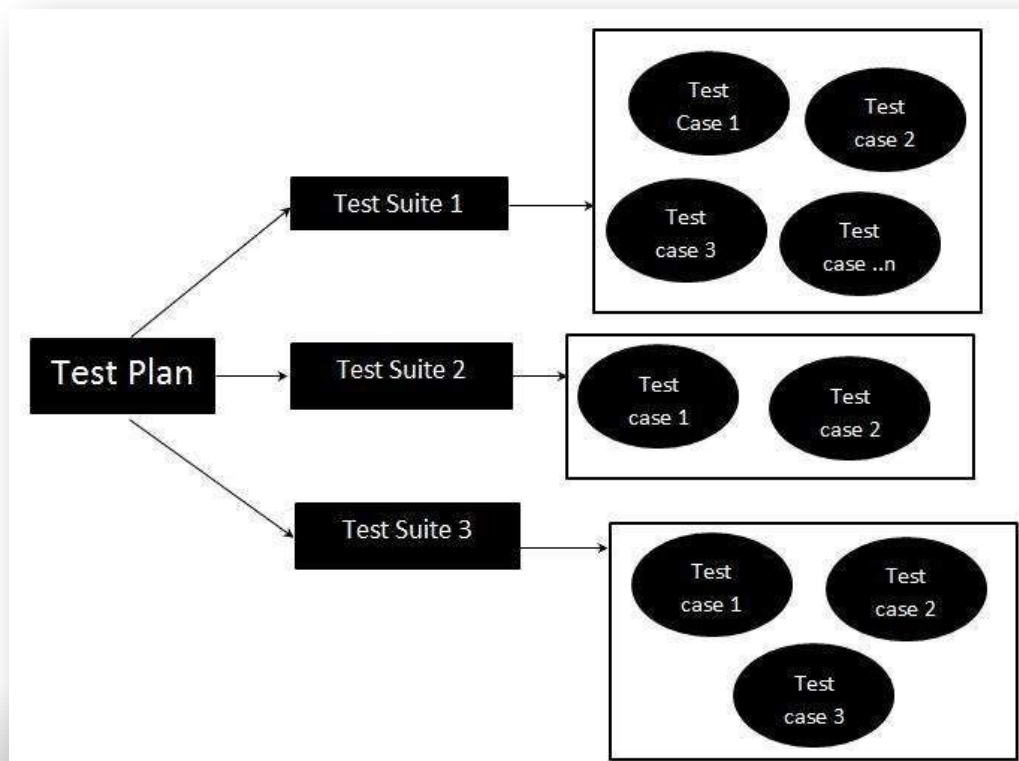 Test
Case 1
Test
case 2
Test
case 3
Test
case ..n
Test Suite 1
Test Plan
Test Suite 2
Test
case 1
Test
case 2
Test Suite 3
Test
case 1
Test
case 2
Test
case 3